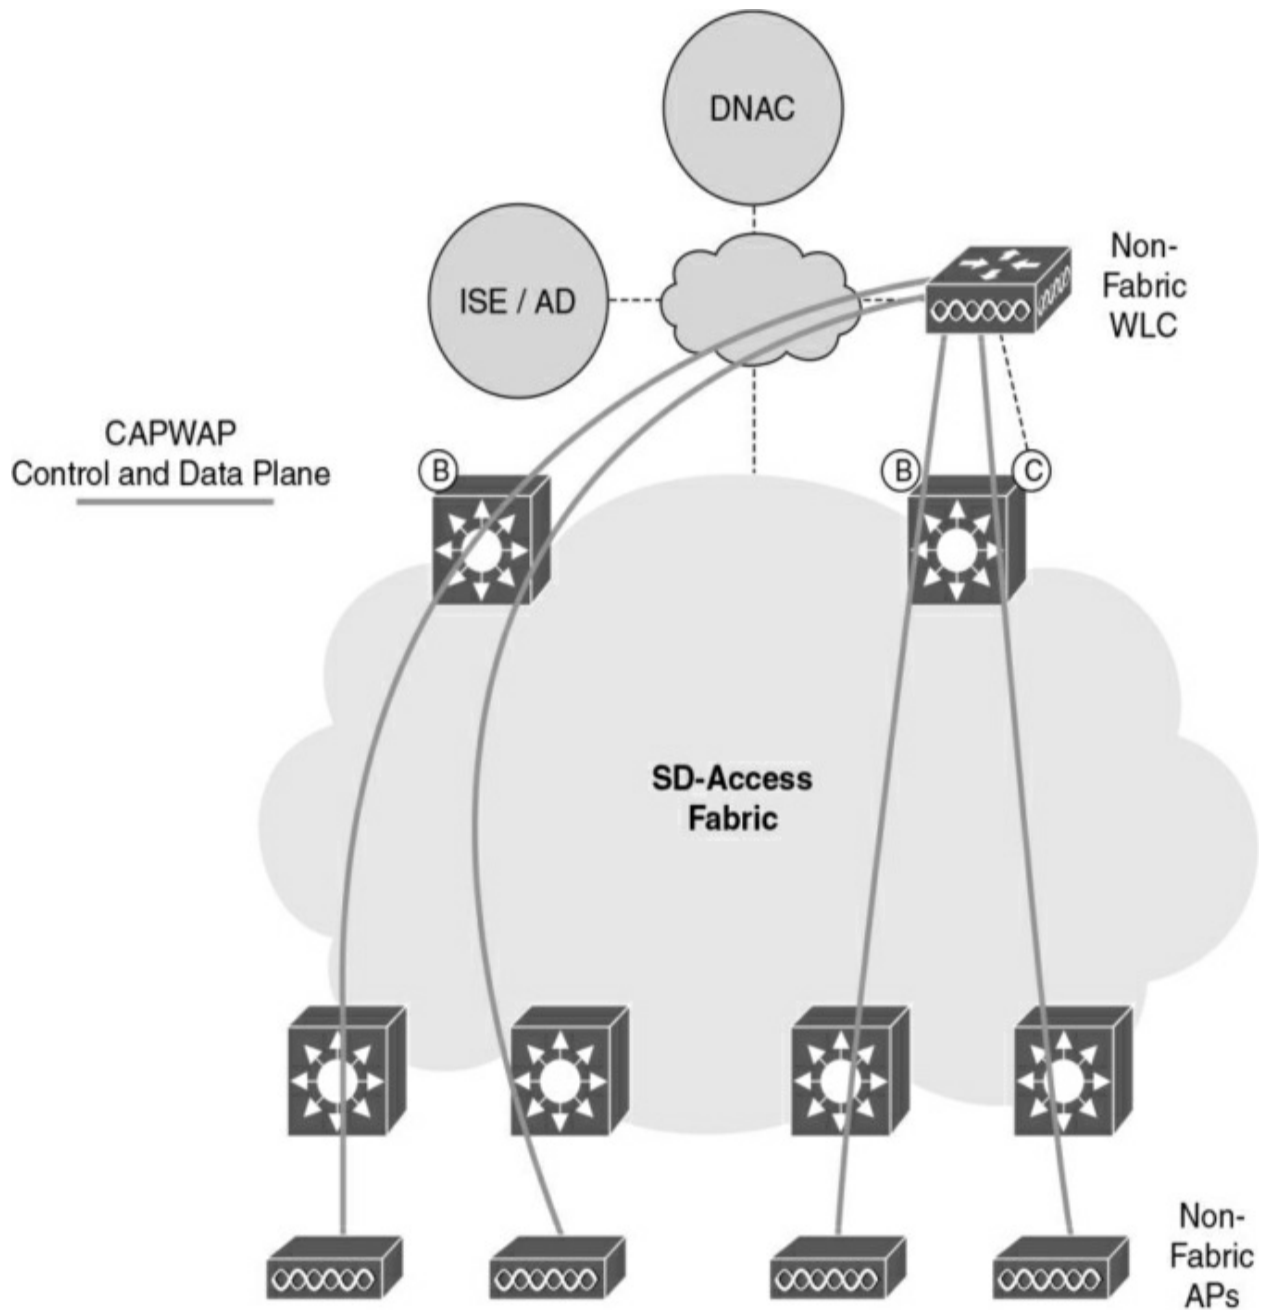 DNAC
ISE / AD
Non-
Fabric
WLC
CAPWAP
Control and Data Plane
B
B
C
SD-Access
Fabric
Non-
Fabric
APs